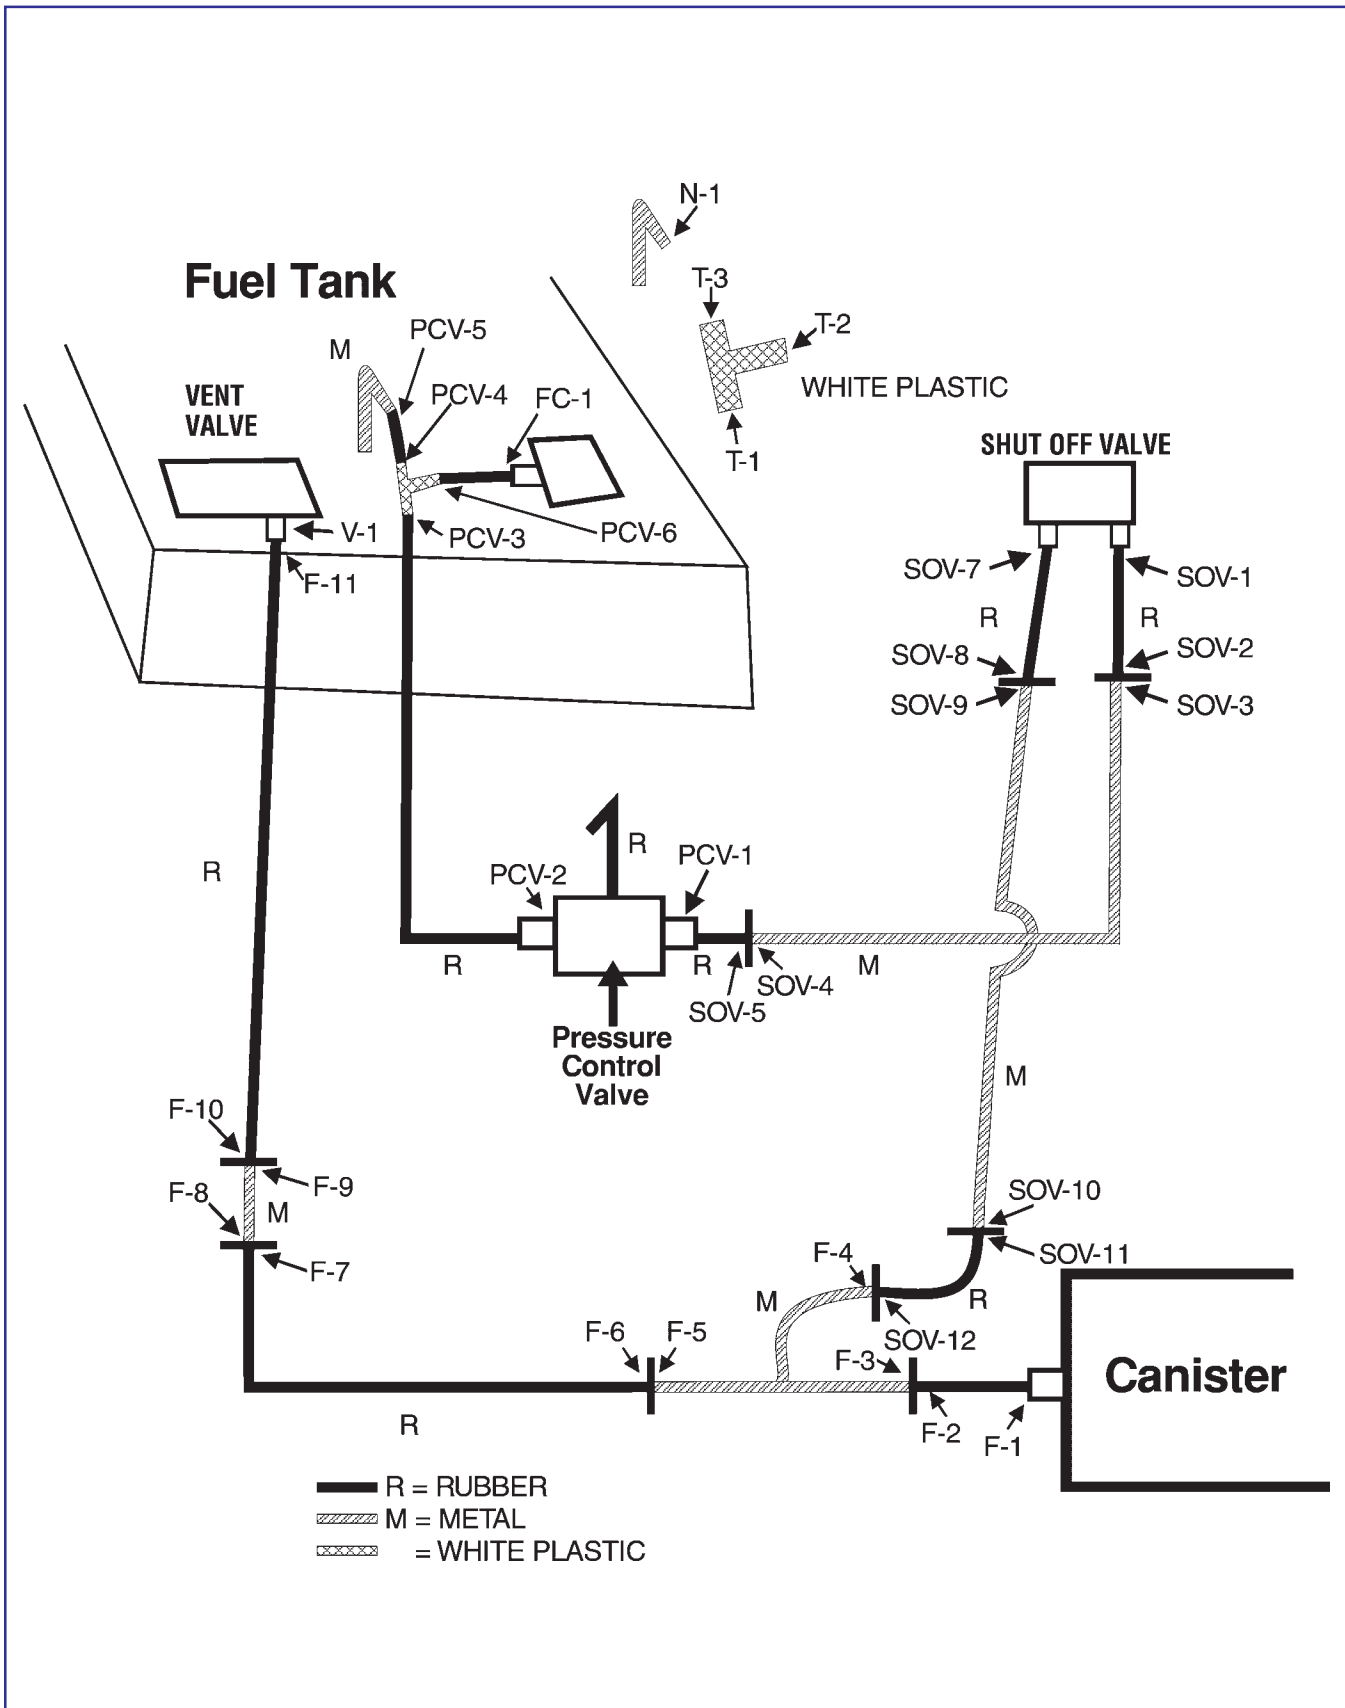 N-1
Fuel Tank
T-3
PCV-5
T-2
M
PCV-4
FC-1
WHITE PLASTIC
VENT
VALVE
T-1
SHUT OFF VALVE
V-1
PCV-3
PCV-6
F-11
SOV-7
SOV-1
R
R
SOV-8
SOV-2
SOV-9
SOV-3
R
R
PCV-2
PCV-1
R
R
M
SOV-4
SOV-5
Pressure
Control
Valve
M
F-10
F-9
F-8
M
F-7
SOV-10
SOV-11
F-4
M
R
SOV-12
F-6
F-5
F-3
Canister
F-2
F-1
R
R = RUBBER
M = METAL
= WHITE PLASTIC